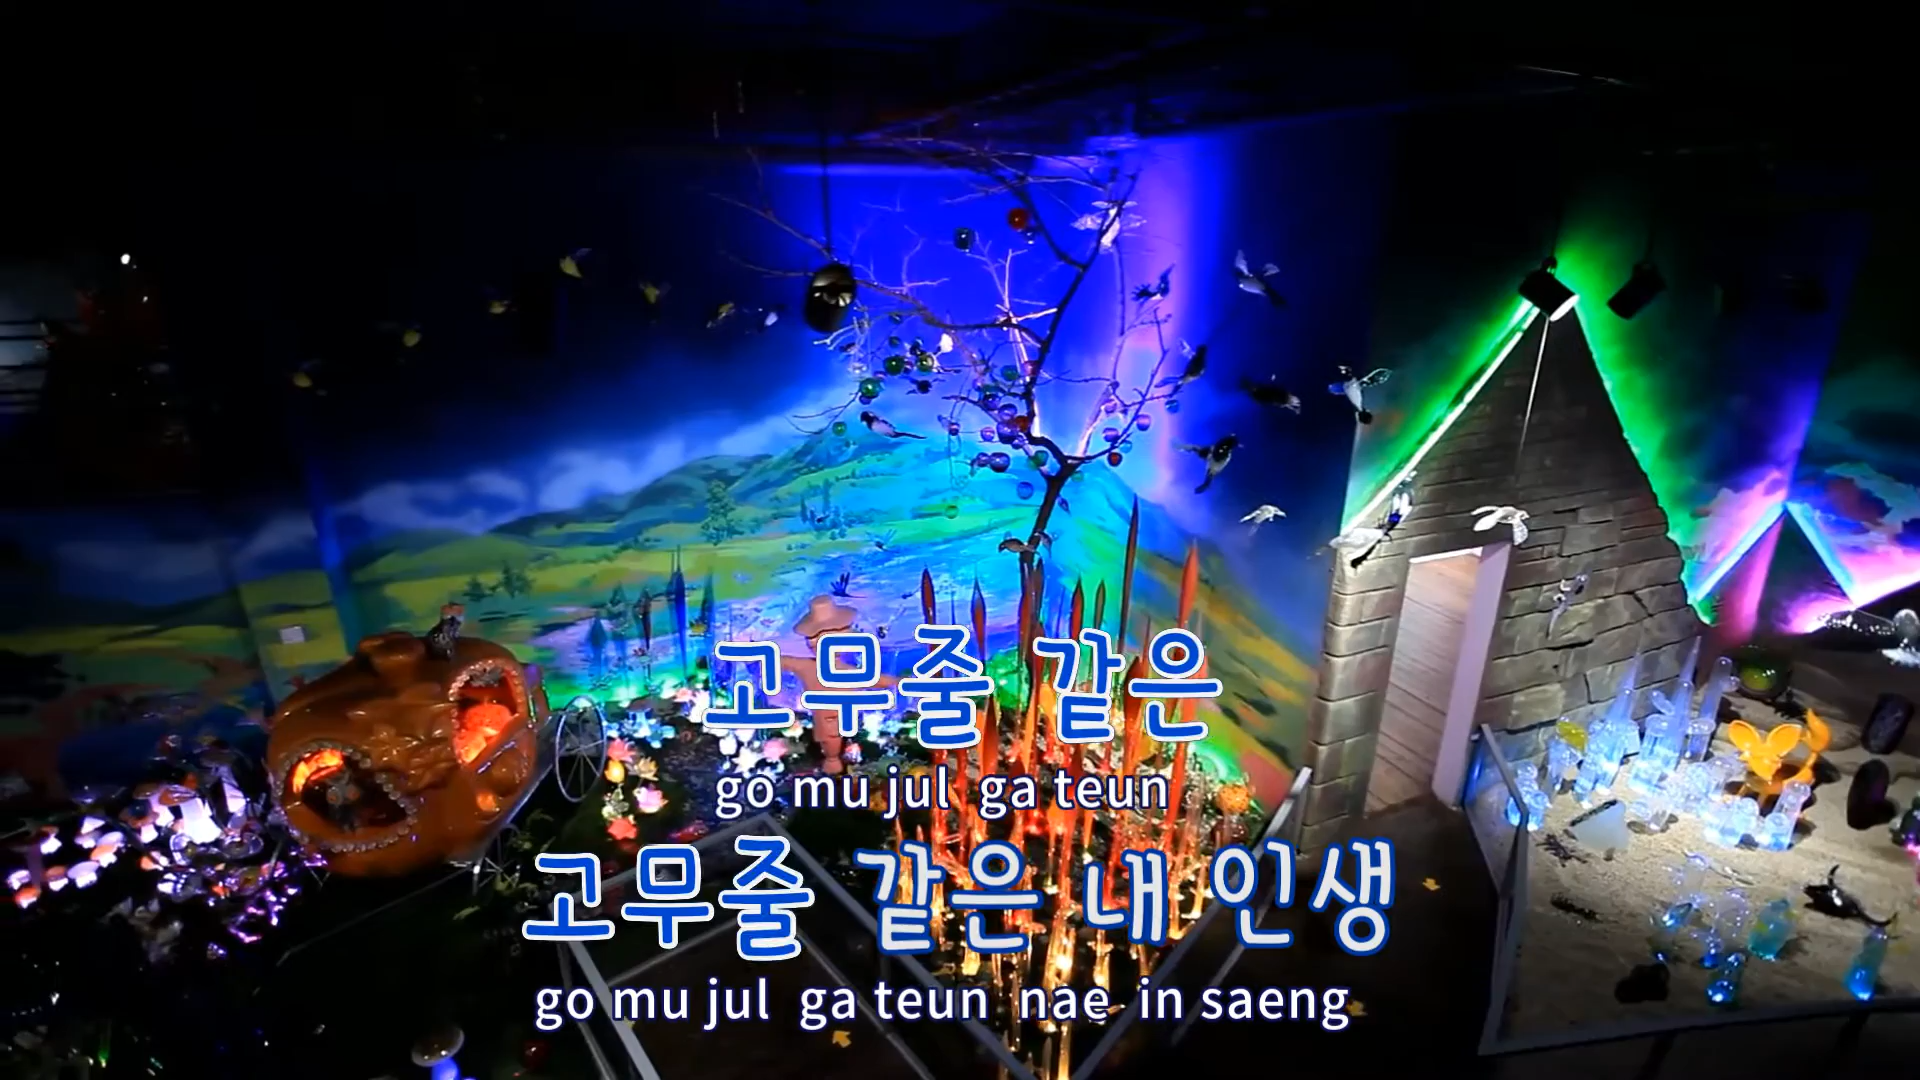 고무줄 같은
go mu jul ga teun
고무줄 같은 내 인생
go mu jul ga teun nae in saeng